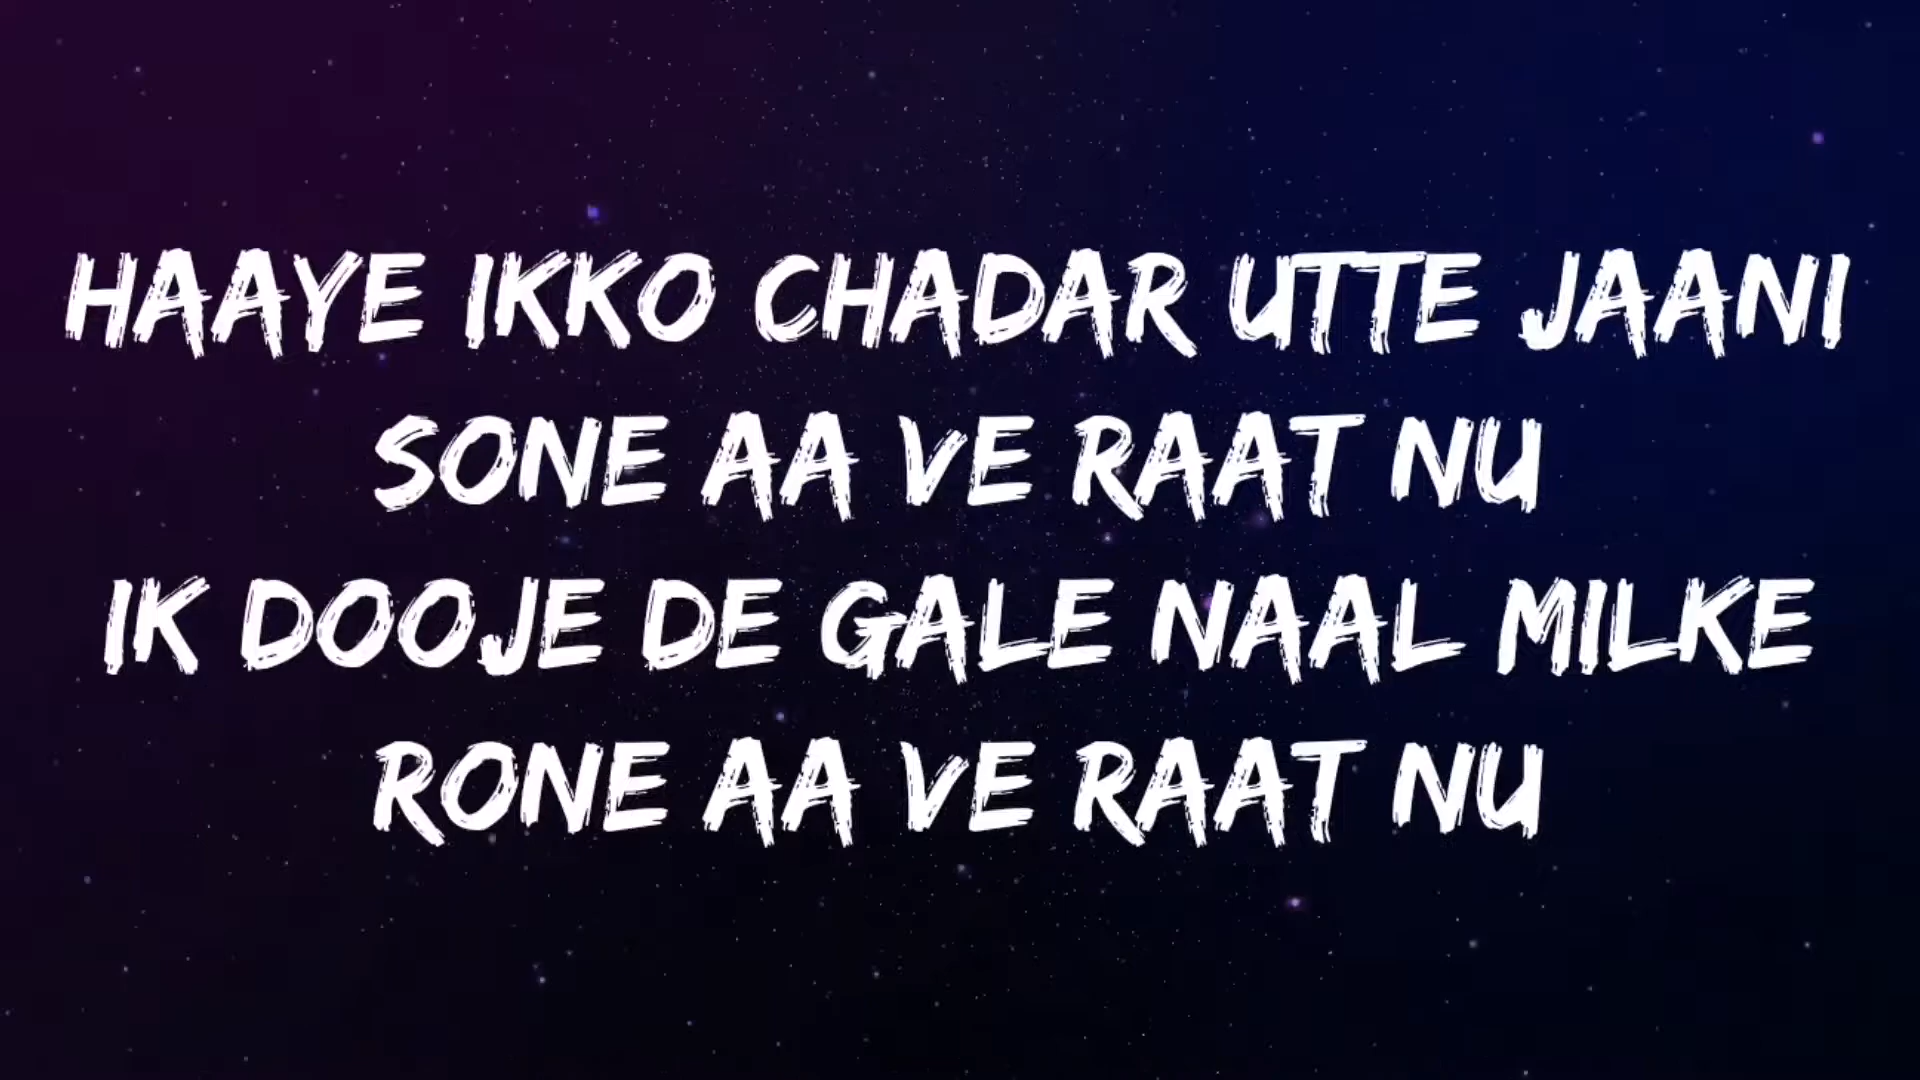 HAAYE IKKO CHADAR UTTE JAANI
SONE AA VE RAAT NU
IK DOOJE DE GALE NAAL MILKE
RONE AA VE RAAT NU